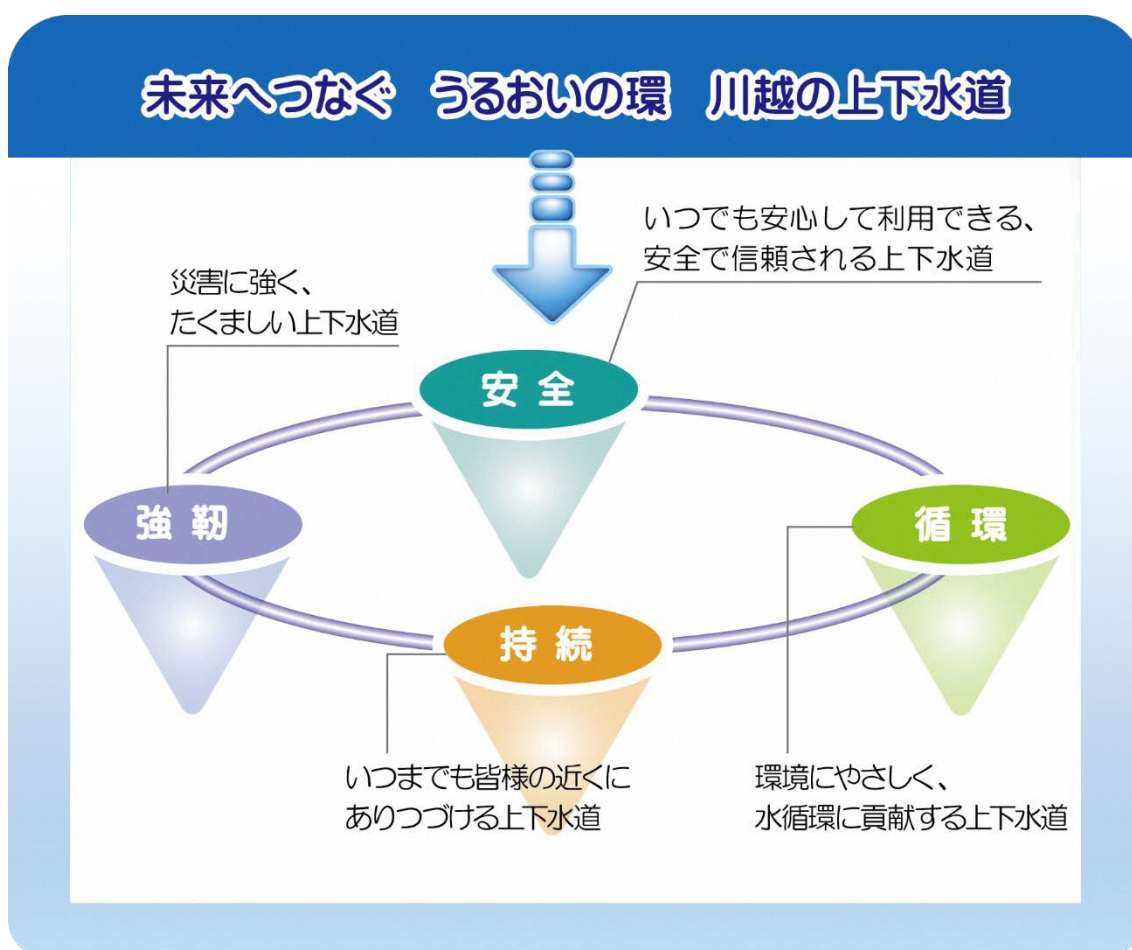 未来へつなぐ　うるおいの環　川越の上下水道
いつでも安心して利用できる、
安全で信頼される上下水道
災害に強く、
たくましい上下水道
安全
強靭
循環
持続
いつまでも皆様の近くに
ありつづける上下水道
環境にやさしく、
水循環に貢献する上下水道